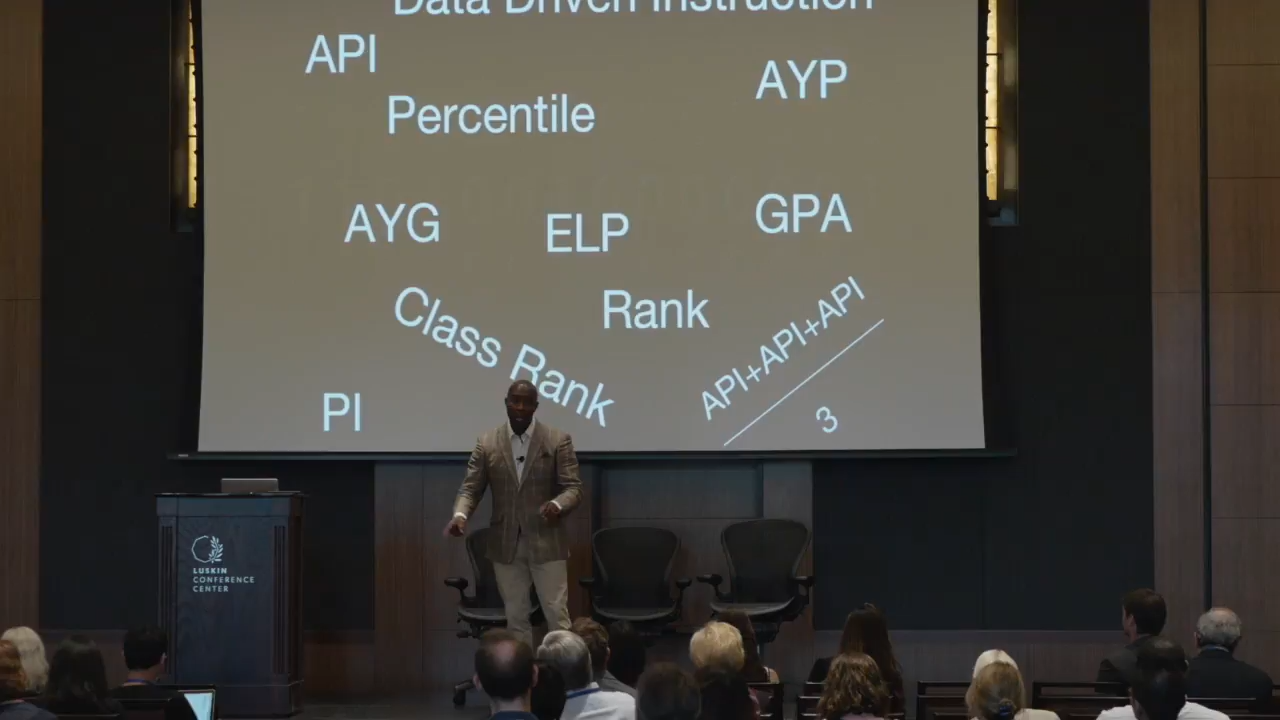 Data Driven Instruction
API
AYP
Percentile
AYG
ELP
GPA
Class Rank
Rank
API+API+API
3
PI
LUSKIN
CONFERENCE
CENTER